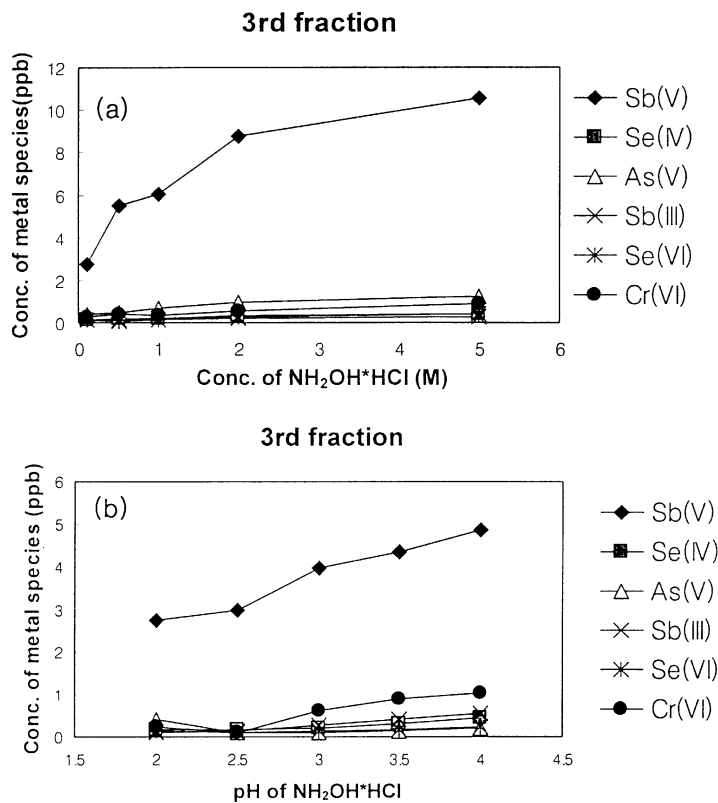 3rd fraction
(a)
Conc. of metal species(ppb)
12
10
8
6
4
2
0
0 1 2 3 4 5 6
Conc. of NH₂OH*HCl (M)
Sb(V)
Se(IV)
As(V)
Sb(III)
Se(VI)
Cr(VI)
3rd fraction
(b)
Conc. of metal species (ppb)
6
5
4
3
2
1
0
1.5 2 2.5 3 3.5 4 4.5
pH of NH₂OH*HCl
Sb(V)
Se(IV)
As(V)
Sb(III)
Se(VI)
Cr(VI)